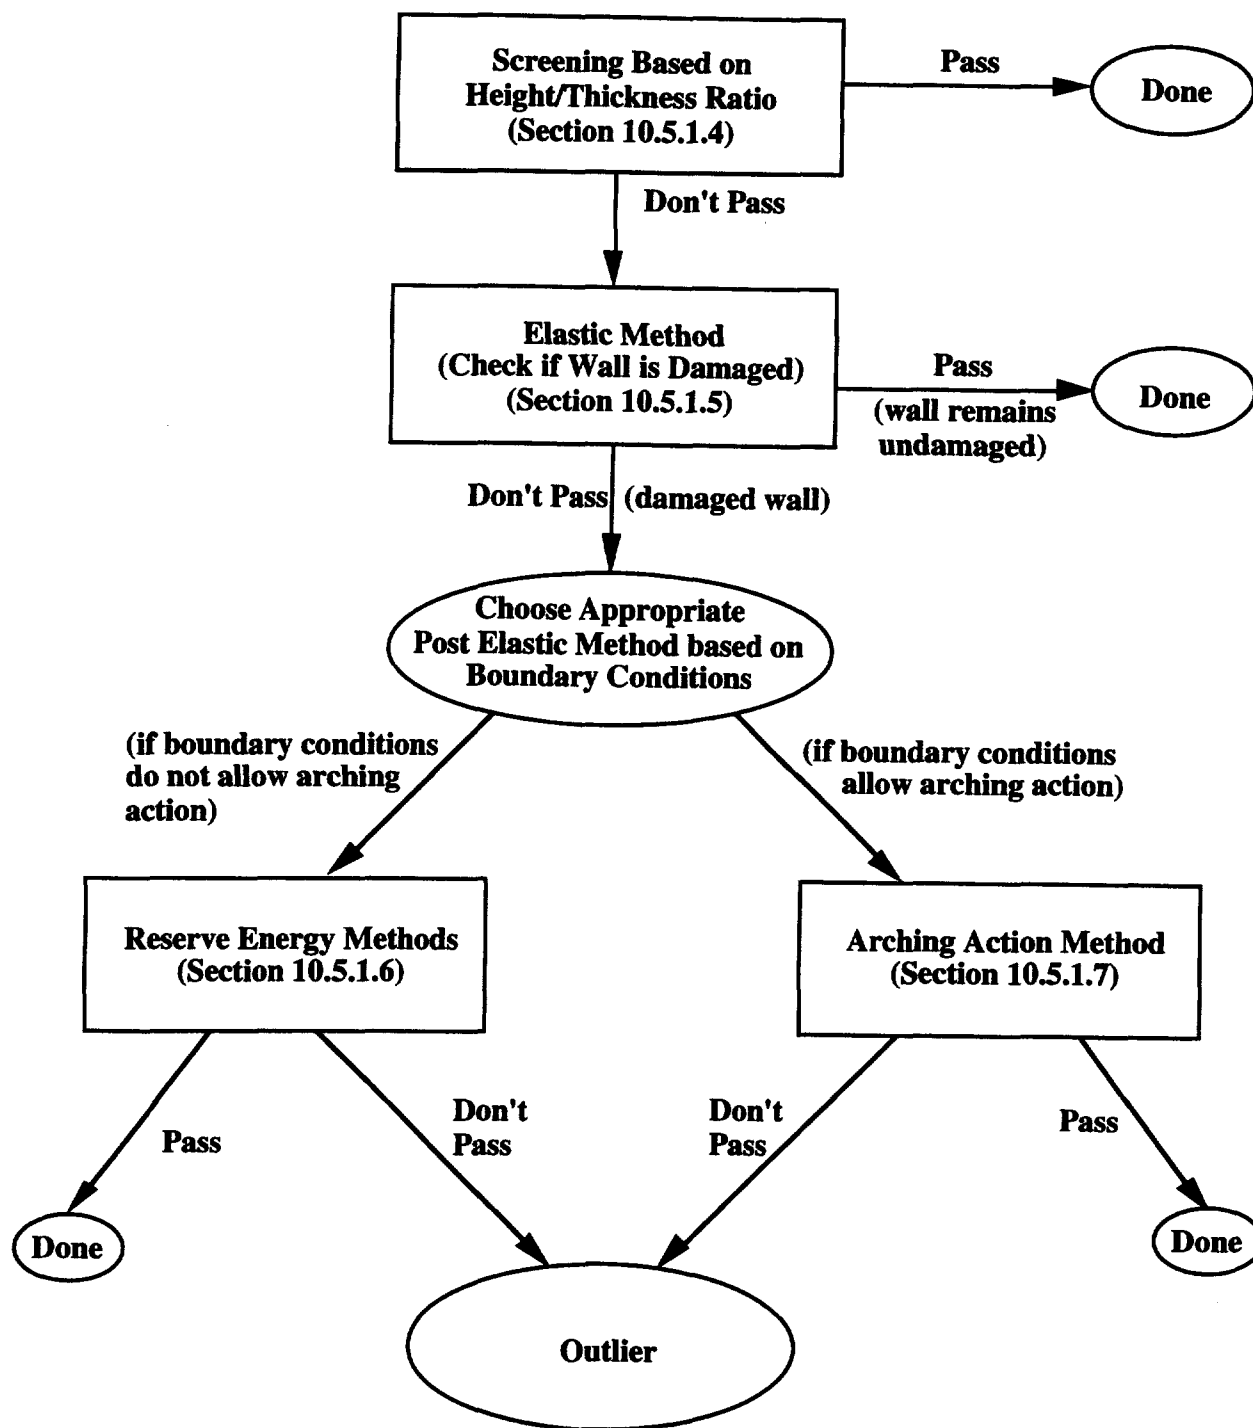 Screening Based on
Height/Thickness Ratio
(Section 10.5.1.4)
Pass
Done
Don't Pass
Elastic Method
(Check if Wall is Damaged)
(Section 10.5.1.5)
Pass
(wall remains
undamaged)
Done
Don't Pass (damaged wall)
Choose Appropriate
Post Elastic Method based on
Boundary Conditions
(if boundary conditions
do not allow arching
action)
(if boundary conditions
allow arching action)
Reserve Energy Methods
(Section 10.5.1.6)
Arching Action Method
(Section 10.5.1.7)
Pass
Don't
Pass
Don't
Pass
Pass
Done
Done
Outlier